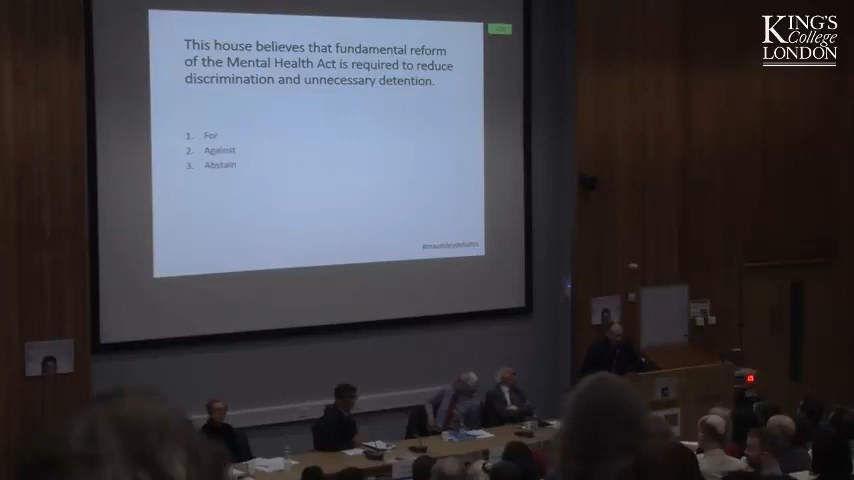 KING'S
College
LONDON
This house believes that fundamental reform
of the Mental Health Act is required to reduce
discrimination and unnecessary detention.
1. For
2. Against
3. Abstain
#maudsleydebates